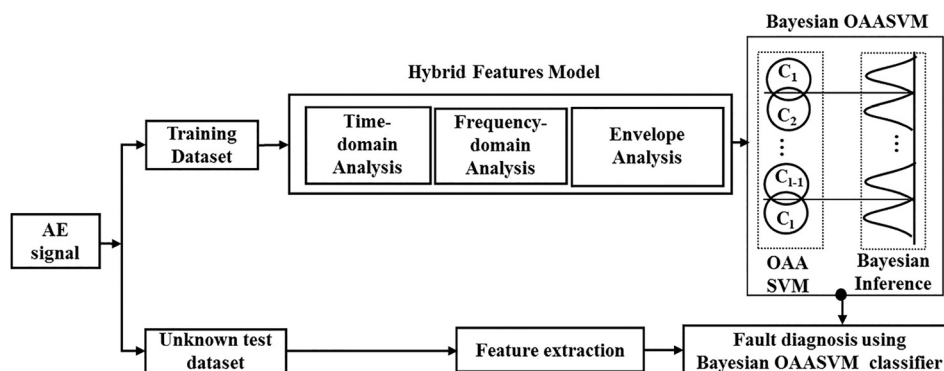 Bayesian OAASVM
Hybrid Features Model
C1
C2
...
Cl-1
C1
OAA
SVM
...
Bayesian
Inference
Training
Dataset
Time-
domain
Analysis
Frequency-
domain
Analysis
Envelope
Analysis
AE
signal
Unknown test
dataset
Feature extraction
Fault diagnosis using
Bayesian OAASVM classifier